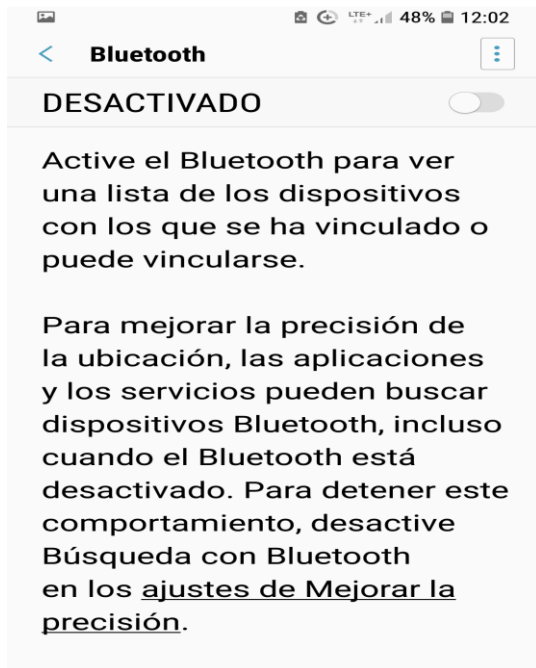 LTE+ 48% 12:02
Bluetooth
DESACTIVADO
Active el Bluetooth para ver
una lista de los dispositivos
con los que se ha vinculado o
puede vincularse.
Para mejorar la precisión de
la ubicación, las aplicaciones
y los servicios pueden buscar
dispositivos Bluetooth, incluso
cuando el Bluetooth está
desactivado. Para detener este
comportamiento, desactive
Búsqueda con Bluetooth
en los ajustes de Mejorar la
precisión.